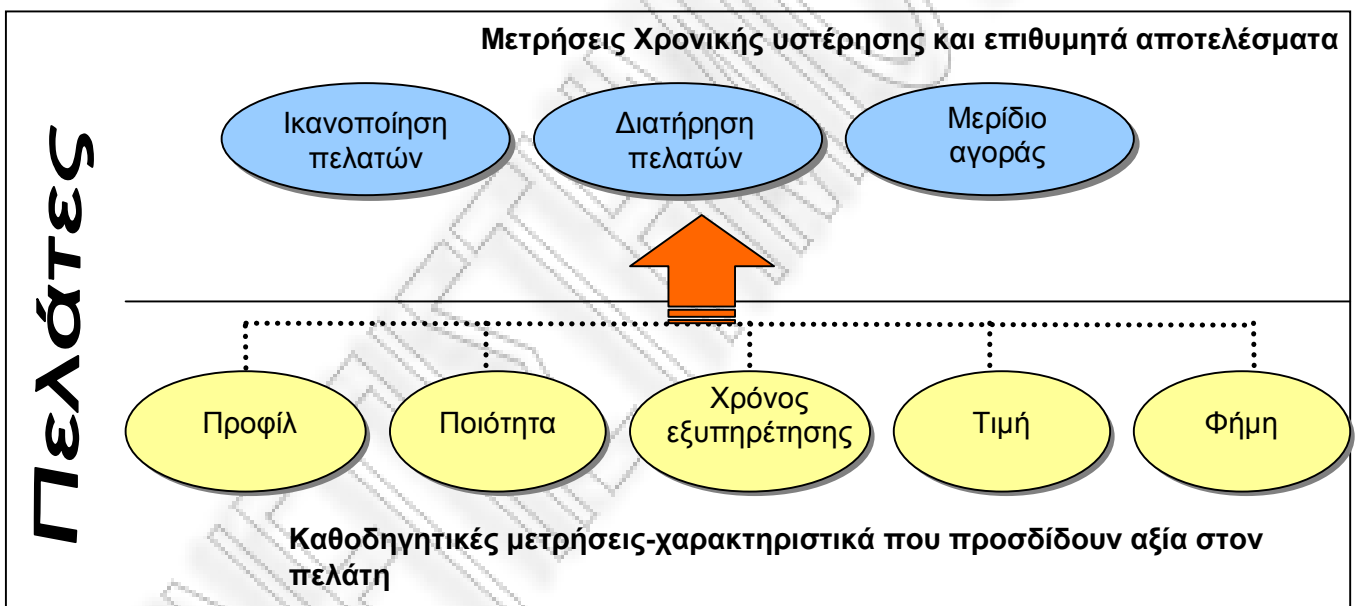 Μετρήσεις Χρονικής υστέρησης και επιθυμητά αποτελέσματα
Πελάτες
Ικανοποίηση
πελατών
Διατήρηση
πελατών
Μερίδιο
αγοράς
Προφίλ
Ποιότητα
Χρόνος
εξυπηρέτησης
Τιμή
Φήμη
Καθοδηγητικές μετρήσεις-χαρακτηριστικά που προσδίδουν αξία στον
πελάτη